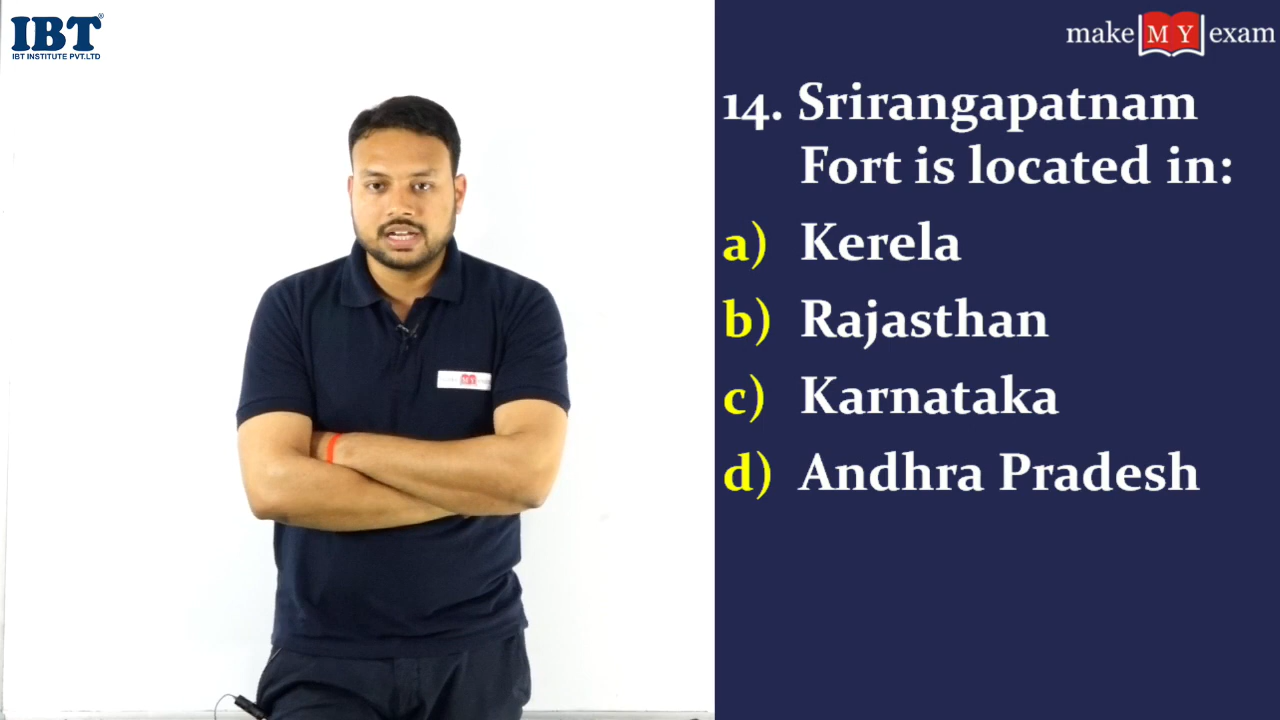 IBT
IBT INSTITUTE PVT.LTD
make MY exam
14. Srirangapatnam
Fort is located in:
a) Kerela
b) Rajasthan
c) Karnataka
d) Andhra Pradesh
MY